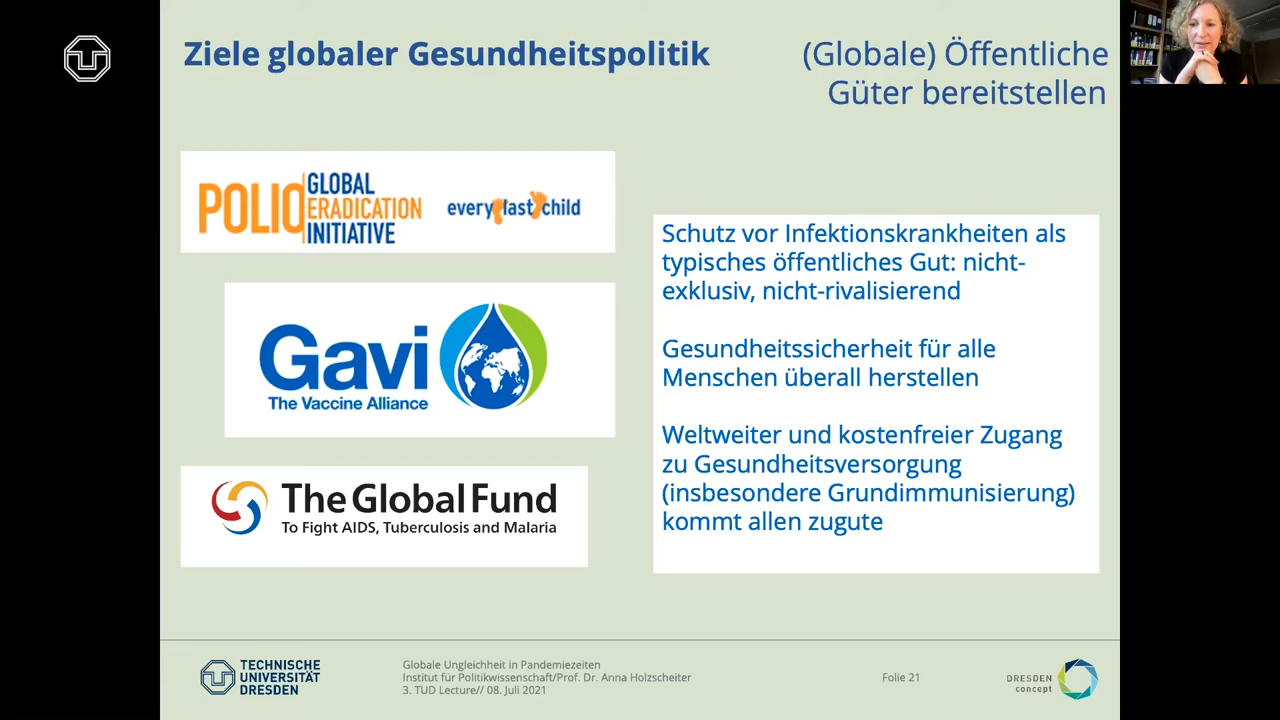 Ziele globaler Gesundheitspolitik
(Globale) Öffentliche
Güter bereitstellen
POLIO GLOBAL
ERADICATION
INITIATIVE
every last child
Gavi
The Vaccine Alliance
The Global Fund
To Fight AIDS, Tuberculosis and Malaria
Schutz vor Infektionskrankheiten als
typisches öffentliches Gut: nicht-
exklusiv, nicht-rivalisierend
Gesundheitssicherheit für alle
Menschen überall herstellen
Weltweiter und kostenfreier Zugang
zu Gesundheitsversorgung
(insbesondere Grundimmunisierung)
kommt allen zugute
TECHNISCHE
UNIVERSITÄT
DRESDEN
Globale Ungleichheit in Pandemiezeiten
Institut für Politikwissenschaft/Prof. Dr. Anna Holzscheiter
3. TUD Lecture// 08. Juli 2021
Folie 21
DRESDEN
concept